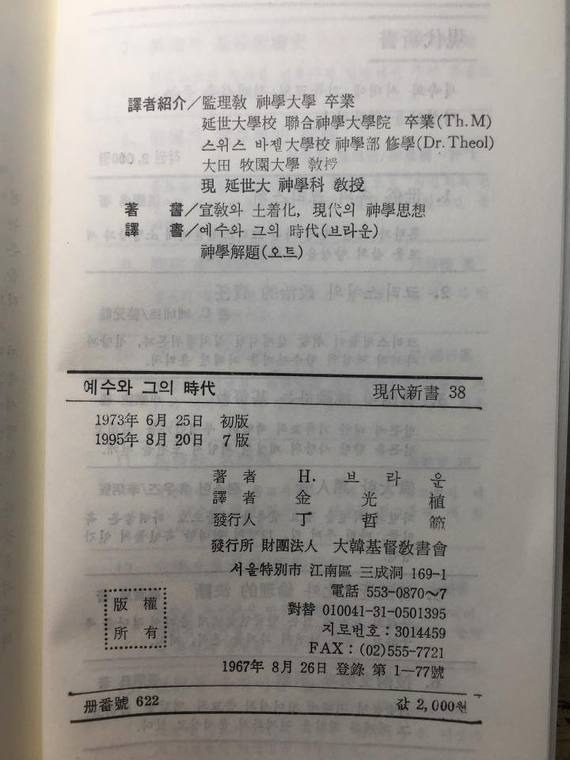 譯者紹介/監理敎 神學大學 卒業
延世大學校 聯合神學大學院 卒業(Th.M)
스위스 바젤大學校 神學部 修學(Dr.Theol)
大田 牧園大學 敎授
現 延世大 神學科 敎授
著 書/宣敎와 土着化, 現代의 神學思想
譯 書/예수와 그의 時代(브라운)
神學解題(오트)
예수와 그의 時代 現代新書 38
1973年 6月 25日 初版
1995年 8月 20日 7版
著者 H. 브라운
譯者 金光植
發行人 丁哲
發行所 財團法人 大韓基督敎書會
서울特別市 江南區 三成洞 169-1
電話 553-0870~7
對替 010041-31-0501395
지로번호: 3014459
FAX: (02)555-7721
1967年 8月 26日 登錄 第 1-77號
版權
所有
册番號 622 값 2,000원